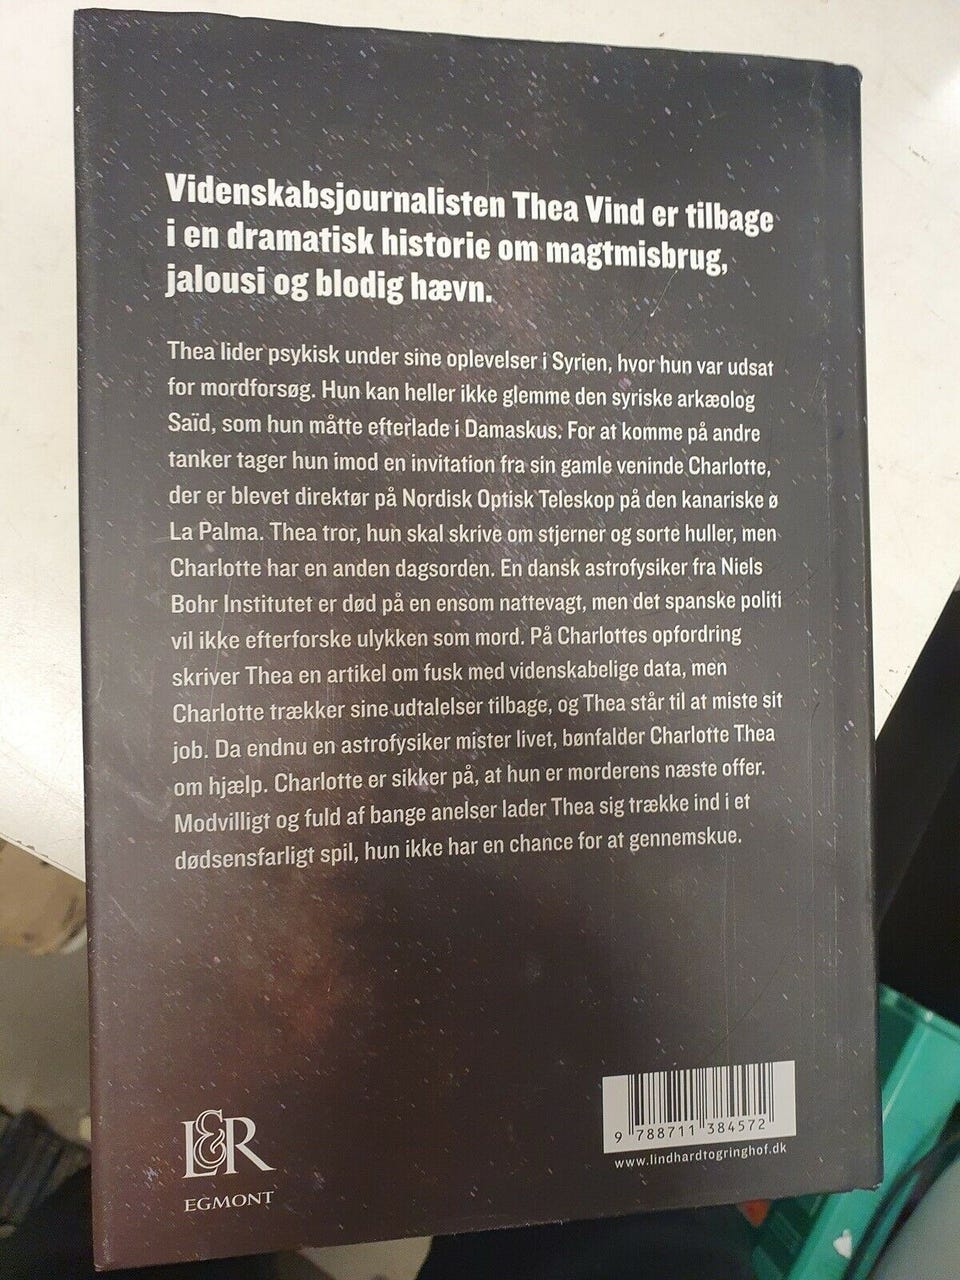 Videnskabsjournalisten Thea Vind er tilbage
i en dramatisk historie om magtmisbrug,
jalousi og blodig hævn.
Thea lider psykisk under sine oplevelser i Syrien, hvor hun var udsat
for mordforsøg. Hun kan heller ikke glemme den syriske arkæolog
Saïd, som hun måtte efterlade i Damaskus. For at komme på andre
tanker tager hun imod en invitation fra sin gamle veninde Charlotte,
der er blevet direktør på Nordisk Optisk Teleskop på den kanariske ø
La Palma. Thea tror, hun skal skrive om stjerner og sorte huller, men
Charlotte har en anden dagsorden. En dansk astrofysiker fra Niels
Bohr Institutet er død på en ensom nattevagt, men det spanske politi
vil ikke efterforske ulykken som mord. På Charlottes opfordring
skriver Thea en artikel om fusk med videnskabelige data, men
Charlotte trækker sine udtalelser tilbage, og Thea står til at miste sit
job. Da endnu en astrofysiker mister livet, bønfalder Charlotte Thea
om hjælp. Charlotte er sikker på, at hun er morderens næste offer.
Modvilligt og fuld af bange anelser lader Thea sig trække ind i et
dødsensfarligt spil, hun ikke har en chance for at gennemskue.
L&R
EGMONT
9 788711 384572
www.lindhardtogringhof.dk